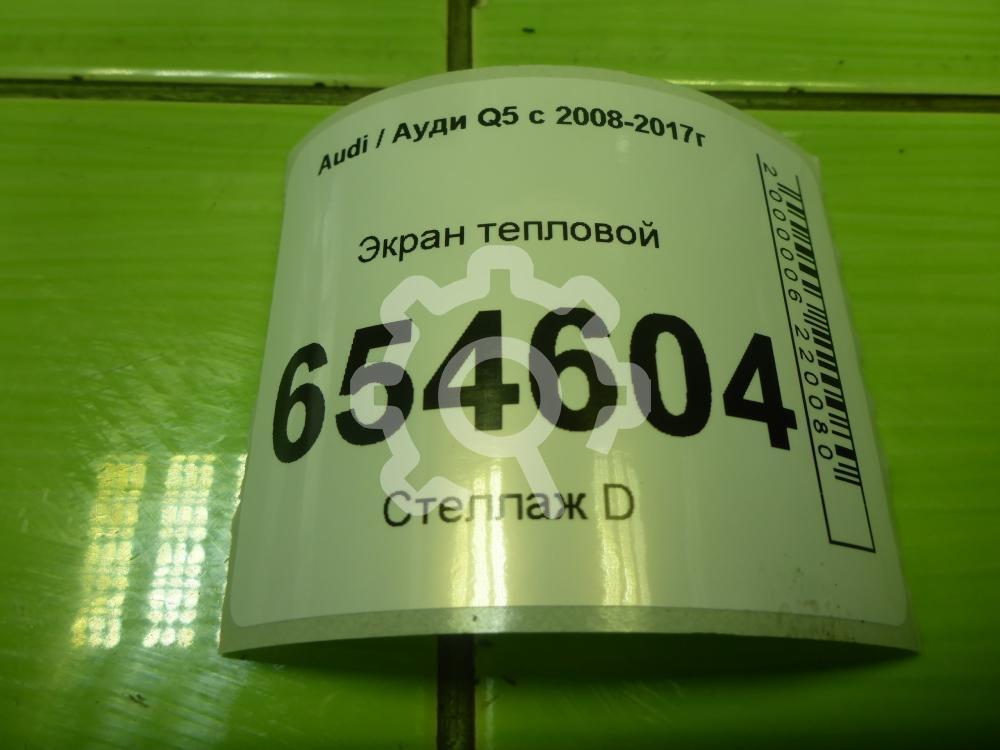 Audi / Ауди Q5 с 2008-2017г
Экран тепловой
654604
Стеллаж D
2000006220080